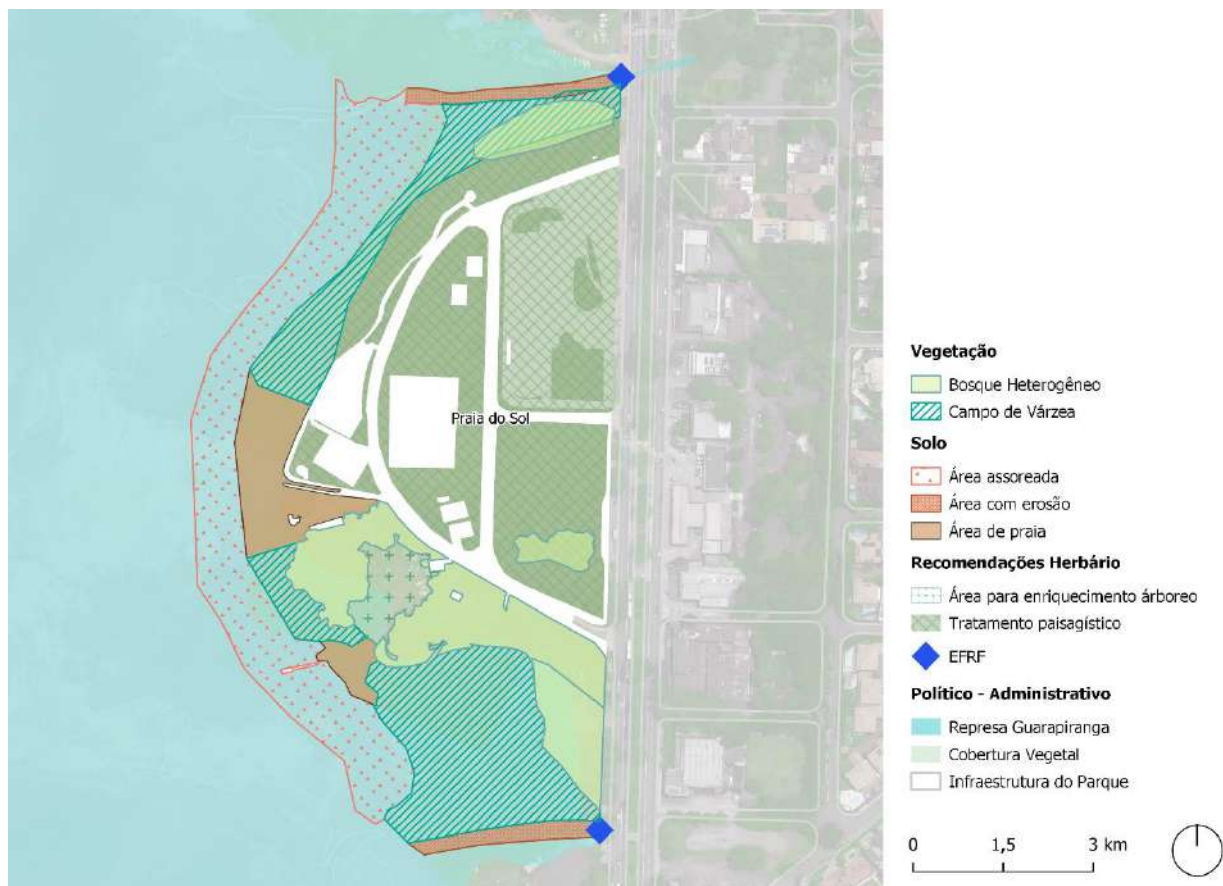 Praia do Sol
Vegetação
Bosque Heterogêneo
Campo de Várzea
Solo
Área assoreada
Área com erosão
Área de praia
Recomendações Herbário
Área para enriquecimento árboreo
Tratamento paisagístico
EFRF
Político - Administrativo
Represa Guarapiranga
Cobertura Vegetal
Infraestrutura do Parque
0 1,5 3 km